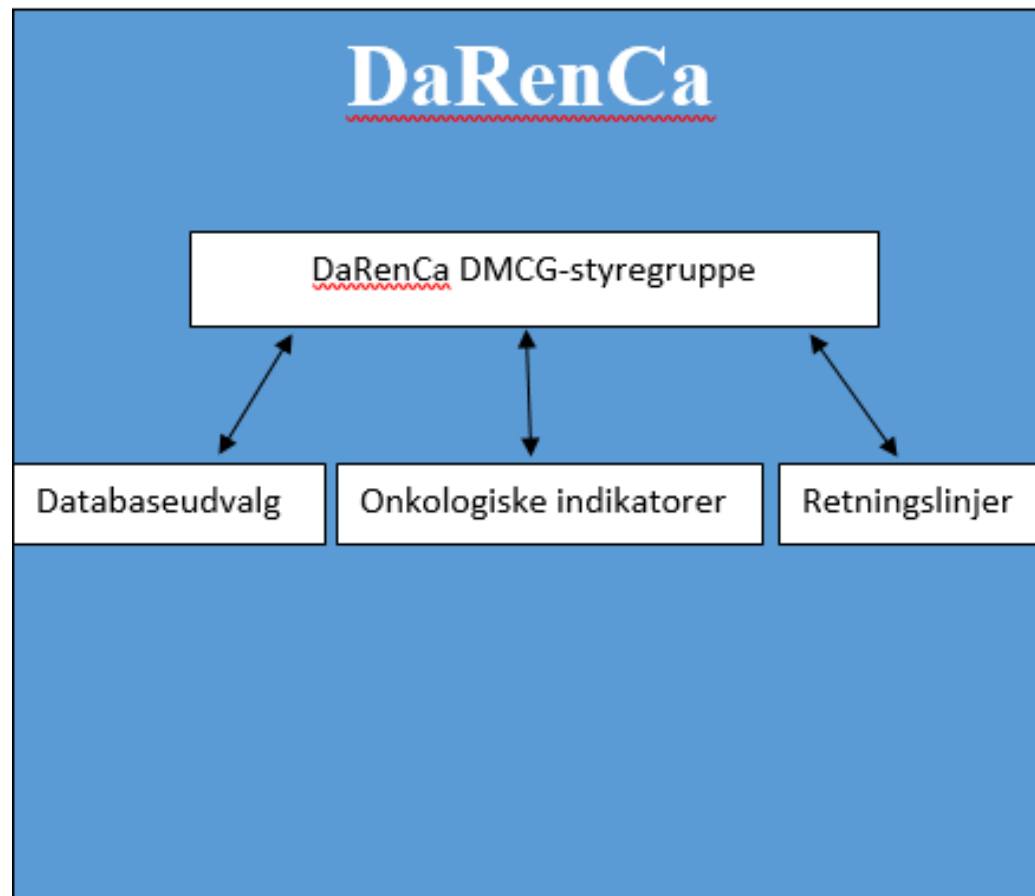 DaRenCa
DaRenCa DMCG-styregruppe
Databaseudvalg
Onkologiske indikatorer
Retningslinjer